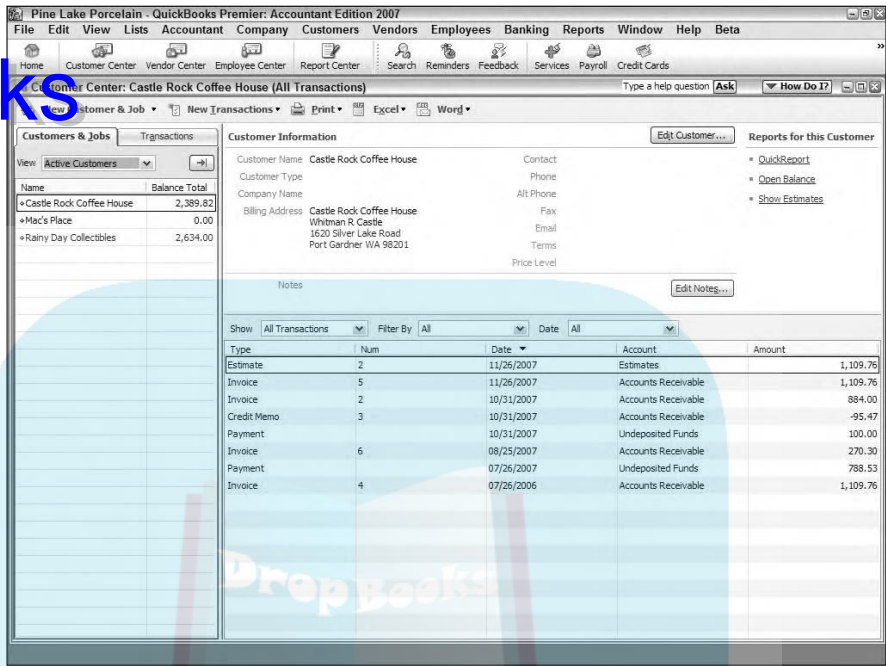 Pine Lake Porcelain - QuickBooks Premier: Accountant Edition 2007
File Edit View Lists Accountant Company Customers Vendors Employees Banking Reports Window Help Beta
Home Customer Center Vendor Center Employee Center Report Center Search Reminders Feedback Services Payroll Credit Cards »
Customer Center: Castle Rock Coffee House (All Transactions) Type a help question Ask How Do I?
ks
New Customer & Job New Transactions Print Excel Word
Customers & Jobs Transactions
View Active Customers
Name Balance Total
Castle Rock Coffee House 2,389.82
Mac's Place 0.00
Rainy Day Collectibles 2,634.00
Customer Information Edit Customer...
Customer Name Castle Rock Coffee House Contact
Customer Type Phone
Company Name Alt Phone
Billing Address Castle Rock Coffee House Fax
Whitman R Castle
1620 Silver Lake Road Email
Port Gardner WA 98201 Terms
Price Level
Notes Edit Notes...
Reports for this Customer
QuickReport
Open Balance
Show Estimates
Show All Transactions Filter By All Date All
Type Num Date Account Amount
Estimate 2 11/26/2007 Estimates 1,109.76
Invoice 5 11/26/2007 Accounts Receivable 1,109.76
Invoice 2 10/31/2007 Accounts Receivable 884.00
Credit Memo 3 10/31/2007 Accounts Receivable -95.47
Payment 10/31/2007 Undeposited Funds 100.00
Invoice 6 08/25/2007 Accounts Receivable 270.30
Payment 07/26/2007 Undeposited Funds 788.53
Invoice 4 07/26/2006 Accounts Receivable 1,109.76
DropBooks